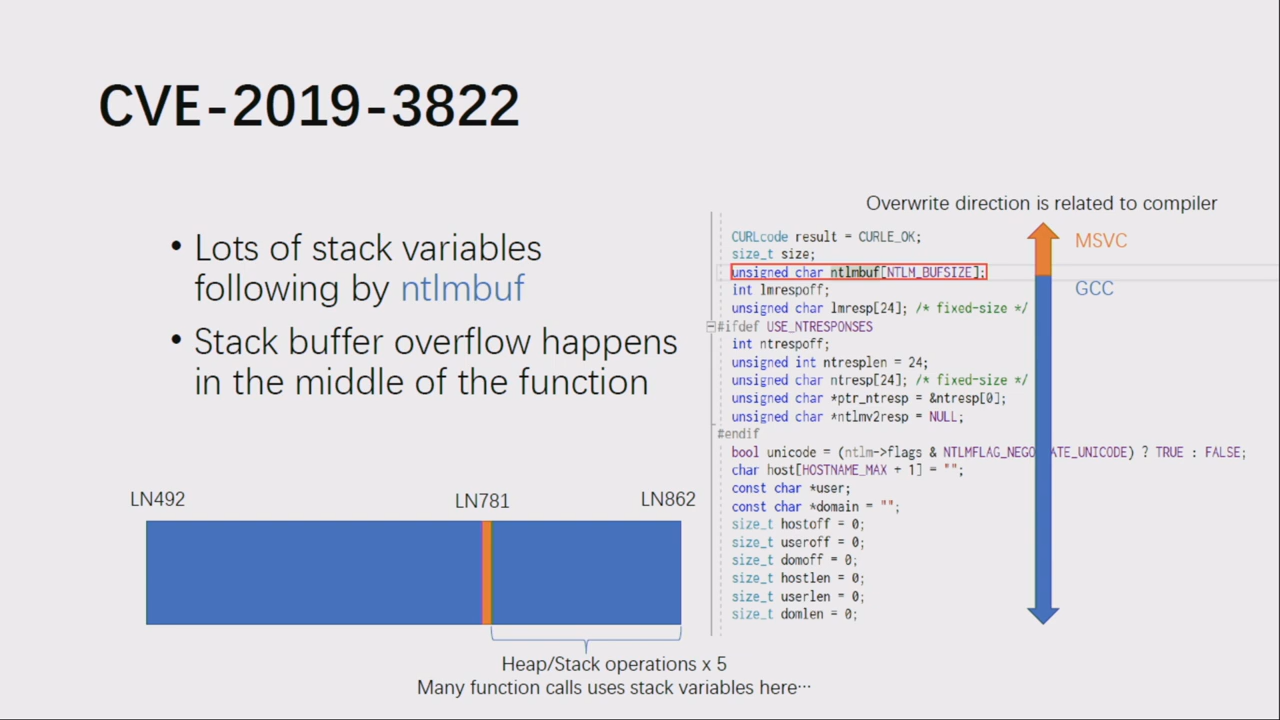 CVE-2019-3822
• Lots of stack variables
following by ntlmbuf
• Stack buffer overflow happens
in the middle of the function
LN492
LN781
LN862
Heap/Stack operations x 5
Many function calls uses stack variables here…
Overwrite direction is related to compiler
MSVC
GCC
CURLcode result = CURLE_OK;
size_t size;
unsigned char ntlmbuf[NTLM_BUFSIZE];
int lmrespoff;
unsigned char lmresp[24]; /* fixed-size */
#ifdef USE_NTRESPONSES
int ntrespoff;
unsigned int ntresplen = 24;
unsigned char ntresp[24]; /* fixed-size */
unsigned char *ptr_ntresp = &ntresp[0];
unsigned char *ntlmv2resp = NULL;
#endif
bool unicode = (ntlm->flags & NTLMFLAG_NEGOTIATE_UNICODE) ? TRUE : FALSE;
char host[HOSTNAME_MAX + 1] = "";
const char *user;
const char *domain = "";
size_t hostoff = 0;
size_t useroff = 0;
size_t domoff = 0;
size_t hostlen = 0;
size_t userlen = 0;
size_t domlen = 0;